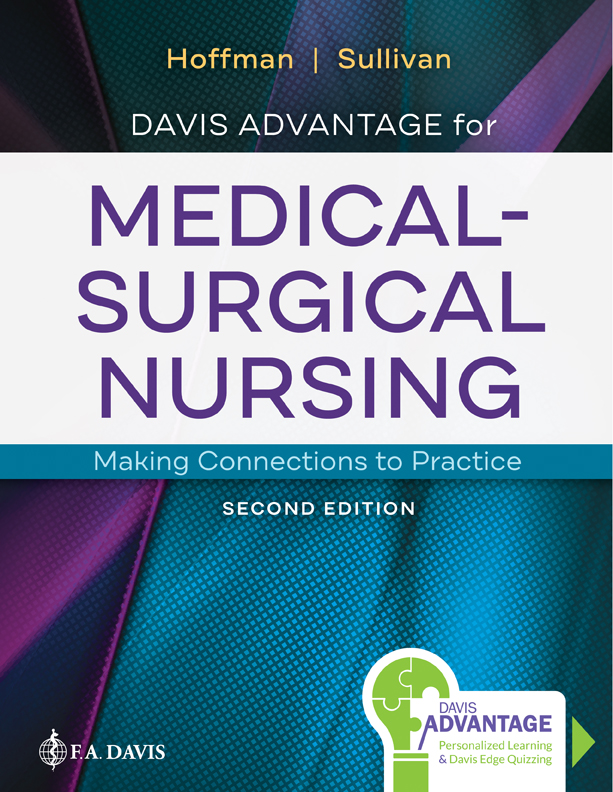 Hoffman | Sullivan
DAVIS ADVANTAGE for
MEDICAL-
SURGICAL
NURSING
Making Connections to Practice
SECOND EDITION
DAVIS
ADVANTAGE
Personalized Learning
& Davis Edge Quizzing
F.A. DAVIS